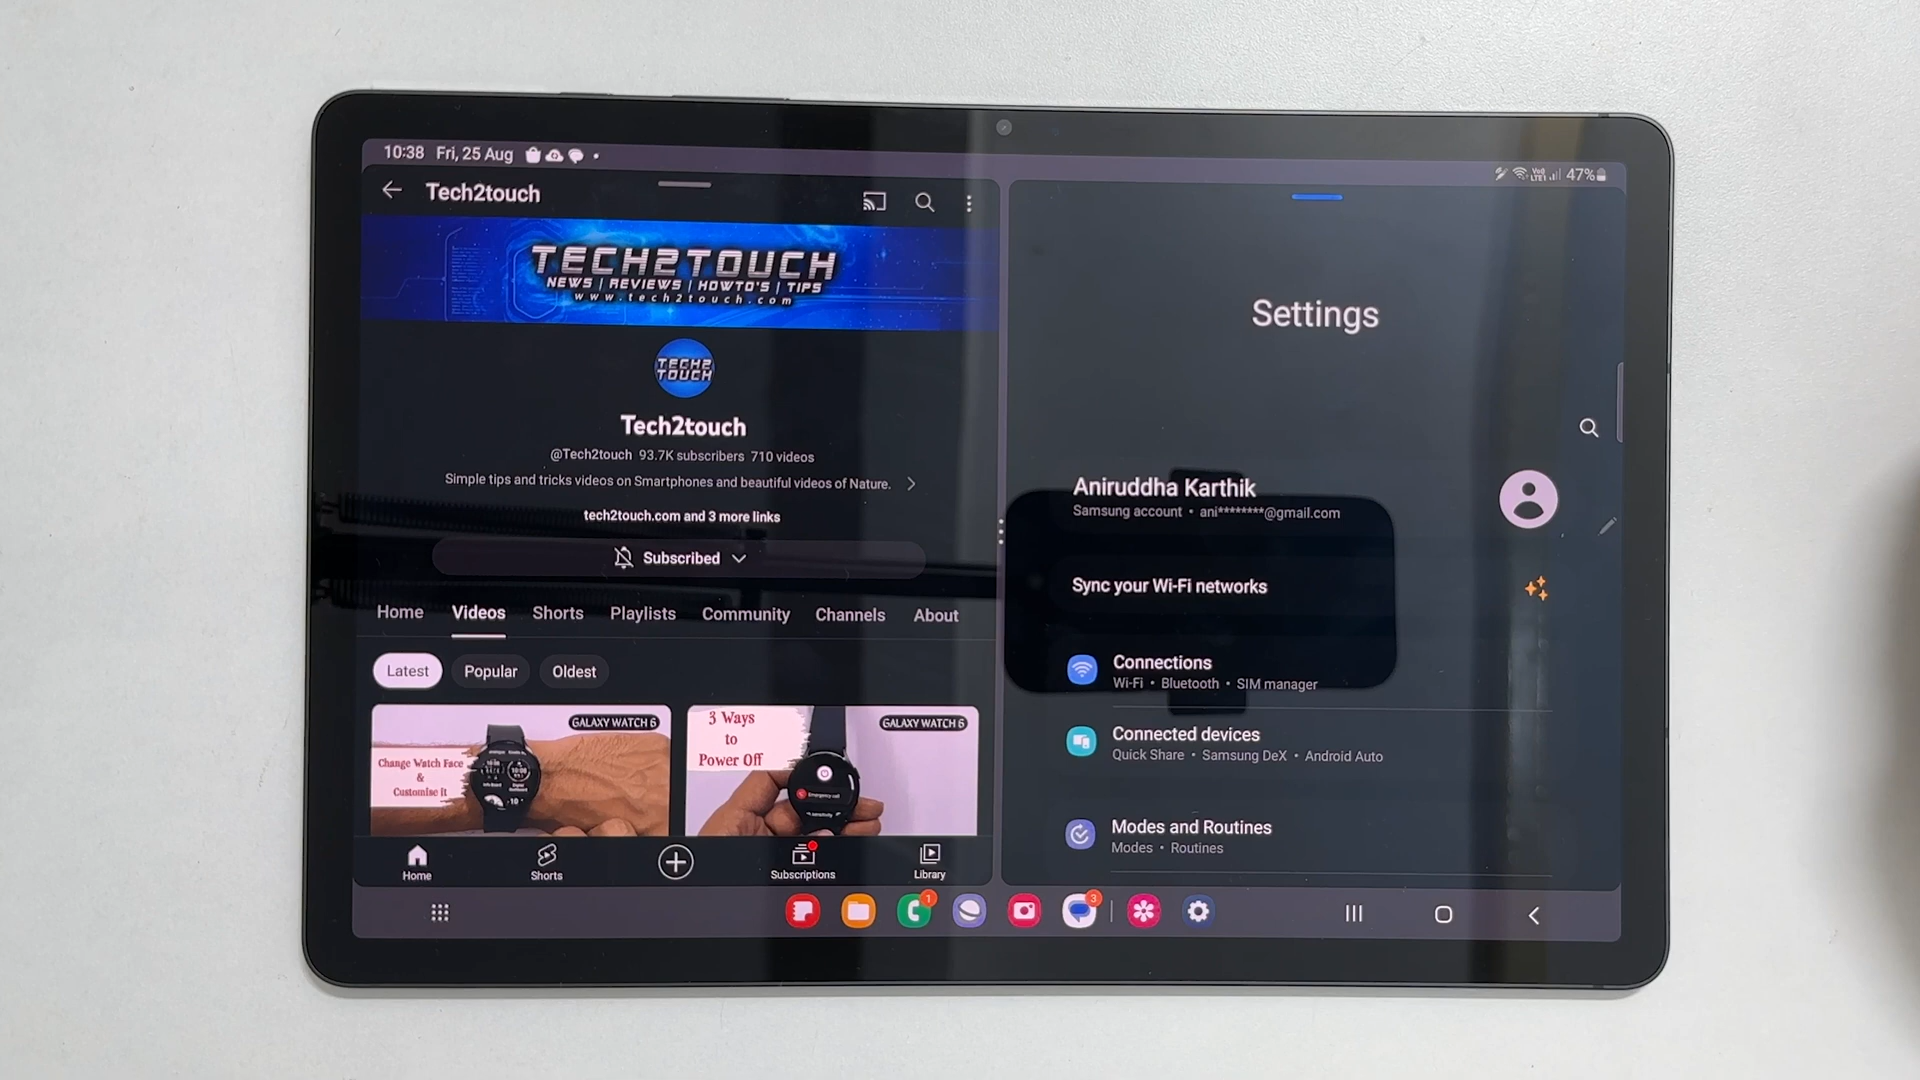 10:38 Fri, 25 Aug
47%
Tech2touch
TECH2TOUCH
NEWS | REVIEWS | HOWTO'S | TIPS
www.tech2touch.com
TECH2
TOUCH
Tech2touch
@Tech2touch 93.7K subscribers 710 videos
Simple tips and tricks videos on Smartphones and beautiful videos of Nature.
tech2touch.com and 3 more links
Subscribed
Home Videos Shorts Playlists Community Channels About
Latest Popular Oldest
GALAXY WATCH 6
Change Watch Face
&
Customise it
GALAXY WATCH 6
3 Ways
to
Power Off
Emergency call
Home Shorts Subscriptions Library
Settings
Aniruddha Karthik
Samsung account • ani********@gmail.com
Sync your Wi-Fi networks
Connections
Wi-Fi • Bluetooth • SIM manager
Connected devices
Quick Share • Samsung DeX • Android Auto
Modes and Routines
Modes • Routines
1
3